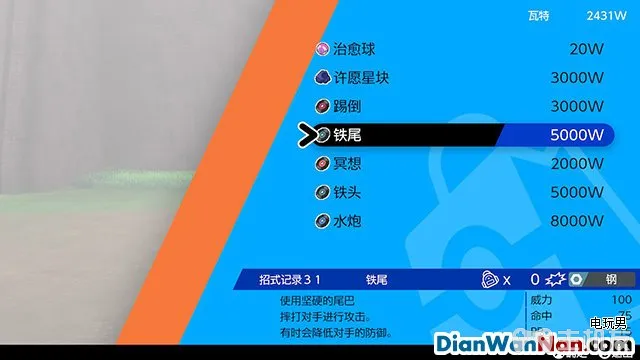 瓦特 2431W
治愈球 20W
许愿星块 3000W
踢倒 3000W
铁尾 5000W
冥想 2000W
铁头 5000W
水炮 8000W
招式记录31 铁尾 x 0 钢
使用坚硬的尾巴 威力 100
摔打对手进行攻击。 命中 75
有时会降低对手的防御。
电玩男
DianWanNan.com